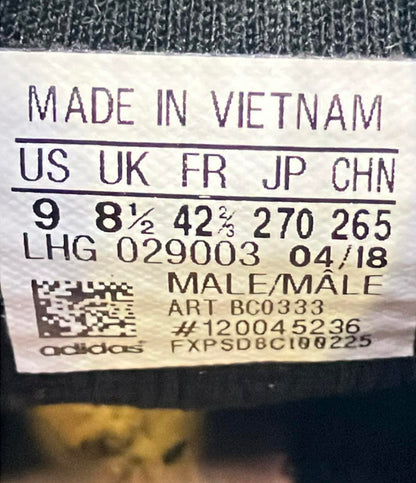 MADE IN VIETNAM
US UK FR JP CHN
9 8½ 42⅔ 270 265
LHG 029003 04/18
MALE/MÂLE
ART BC0333
#120045236
adidas FXPSDBCI00225